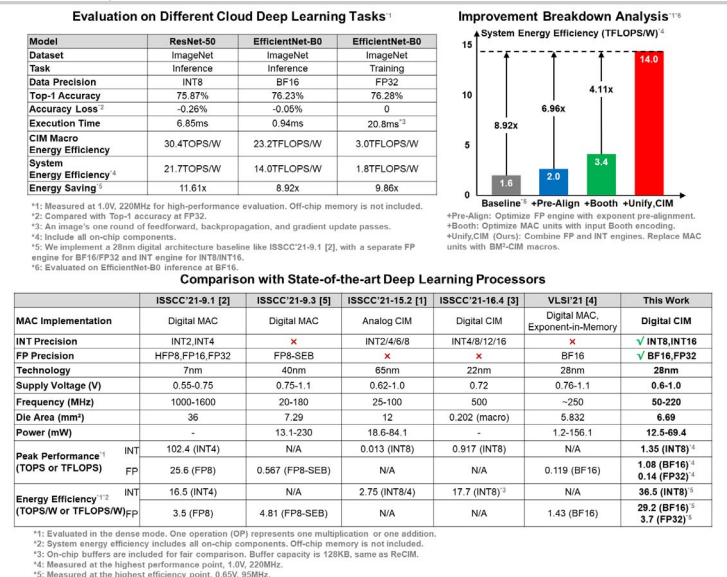 Evaluation on Different Cloud Deep Learning Tasks*1
Model ResNet-50 EfficientNet-B0 EfficientNet-B0
Dataset ImageNet ImageNet ImageNet
Task Inference Inference Training
Data Precision INT8 BF16 FP32
Top-1 Accuracy 75.87% 76.23% 76.28%
Accuracy Loss*2 -0.26% -0.05% 0
Execution Time 6.85ms 0.94ms 20.8ms*3
CIM Macro
Energy Efficiency 30.4TOPS/W 23.2TFLOPS/W 3.0TFLOPS/W
System
Energy Efficiency*4 21.7TOPS/W 14.0TFLOPS/W 1.8TFLOPS/W
Energy Saving*5 11.61x 8.92x 9.86x
*1: Measured at 1.0V, 220MHz for high-performance evaluation. Off-chip memory is not included.
*2: Compared with Top-1 accuracy at FP32.
*3: An image's one round of feedforward, backpropagation, and gradient update passes.
*4: Include all on-chip components.
*5: We implement a 28nm digital architecture baseline like ISSCC'21-9.1 [2], with a separate FP
engine for BF16/FP32 and INT engine for INT8/INT16.
*6: Evaluated on EfficientNet-B0 inference at BF16.
Improvement Breakdown Analysis*1*6
System Energy Efficiency (TFLOPS/W)*4
15
10
5
0
8.92x
6.96x
4.11x
1.6
2.0
3.4
14.0
Baseline*5 +Pre-Align +Booth +Unify,CIM
+Pre-Align: Optimize FP engine with exponent pre-alignment.
+Booth: Optimize MAC units with input Booth encoding.
+Unify,CIM (Ours): Combine FP and INT engines. Replace MAC
units with BM²-CIM macros.
Comparison with State-of-the-art Deep Learning Processors
ISSCC'21-9.1 [2] ISSCC'21-9.3 [5] ISSCC'21-15.2 [1] ISSCC'21-16.4 [3] VLSI'21 [4] This Work
MAC Implementation Digital MAC Digital MAC Analog CIM Digital CIM Digital MAC,
Exponent-in-Memory Digital CIM
INT Precision INT2,INT4 × INT2/4/6/8 INT4/8/12/16 × √ INT8,INT16
FP Precision HFP8,FP16,FP32 FP8-SEB × × BF16 √ BF16,FP32
Technology 7nm 40nm 65nm 22nm 28nm 28nm
Supply Voltage (V) 0.55-0.75 0.75-1.1 0.62-1.0 0.72 0.76-1.1 0.6-1.0
Frequency (MHz) 1000-1600 20-180 25-100 500 ~250 50-220
Die Area (mm²) 36 7.29 12 0.202 (macro) 5.832 6.69
Power (mW) - 13.1-230 18.6-84.1 - 1.2-156.1 12.5-69.4
Peak Performance*1
(TOPS or TFLOPS)
INT 102.4 (INT4) N/A 0.013 (INT8) 0.917 (INT8) N/A 1.35 (INT8)*4
FP 25.6 (FP8) 0.567 (FP8-SEB) N/A N/A 0.119 (BF16) 1.08 (BF16)*4
0.14 (FP32)*4
Energy Efficiency*1*2
(TOPS/W or TFLOPS/W)
INT 16.5 (INT4) N/A 2.75 (INT8/4) 17.7 (INT8)*3 N/A 36.5 (INT8)*5
FP 3.5 (FP8) 4.81 (FP8-SEB) N/A N/A 1.43 (BF16) 29.2 (BF16)*5
3.7 (FP32)*5
*1: Evaluated in the dense mode. One operation (OP) represents one multiplication or one addition.
*2: System energy efficiency includes all on-chip components. Off-chip memory is not included.
*3: On-chip buffers are included for fair comparison. Buffer capacity is 128KB, same as ReCIM.
*4: Measured at the highest performance point, 1.0V, 220MHz.
*5: Measured at the highest efficiency point, 0.65V, 95MHz.